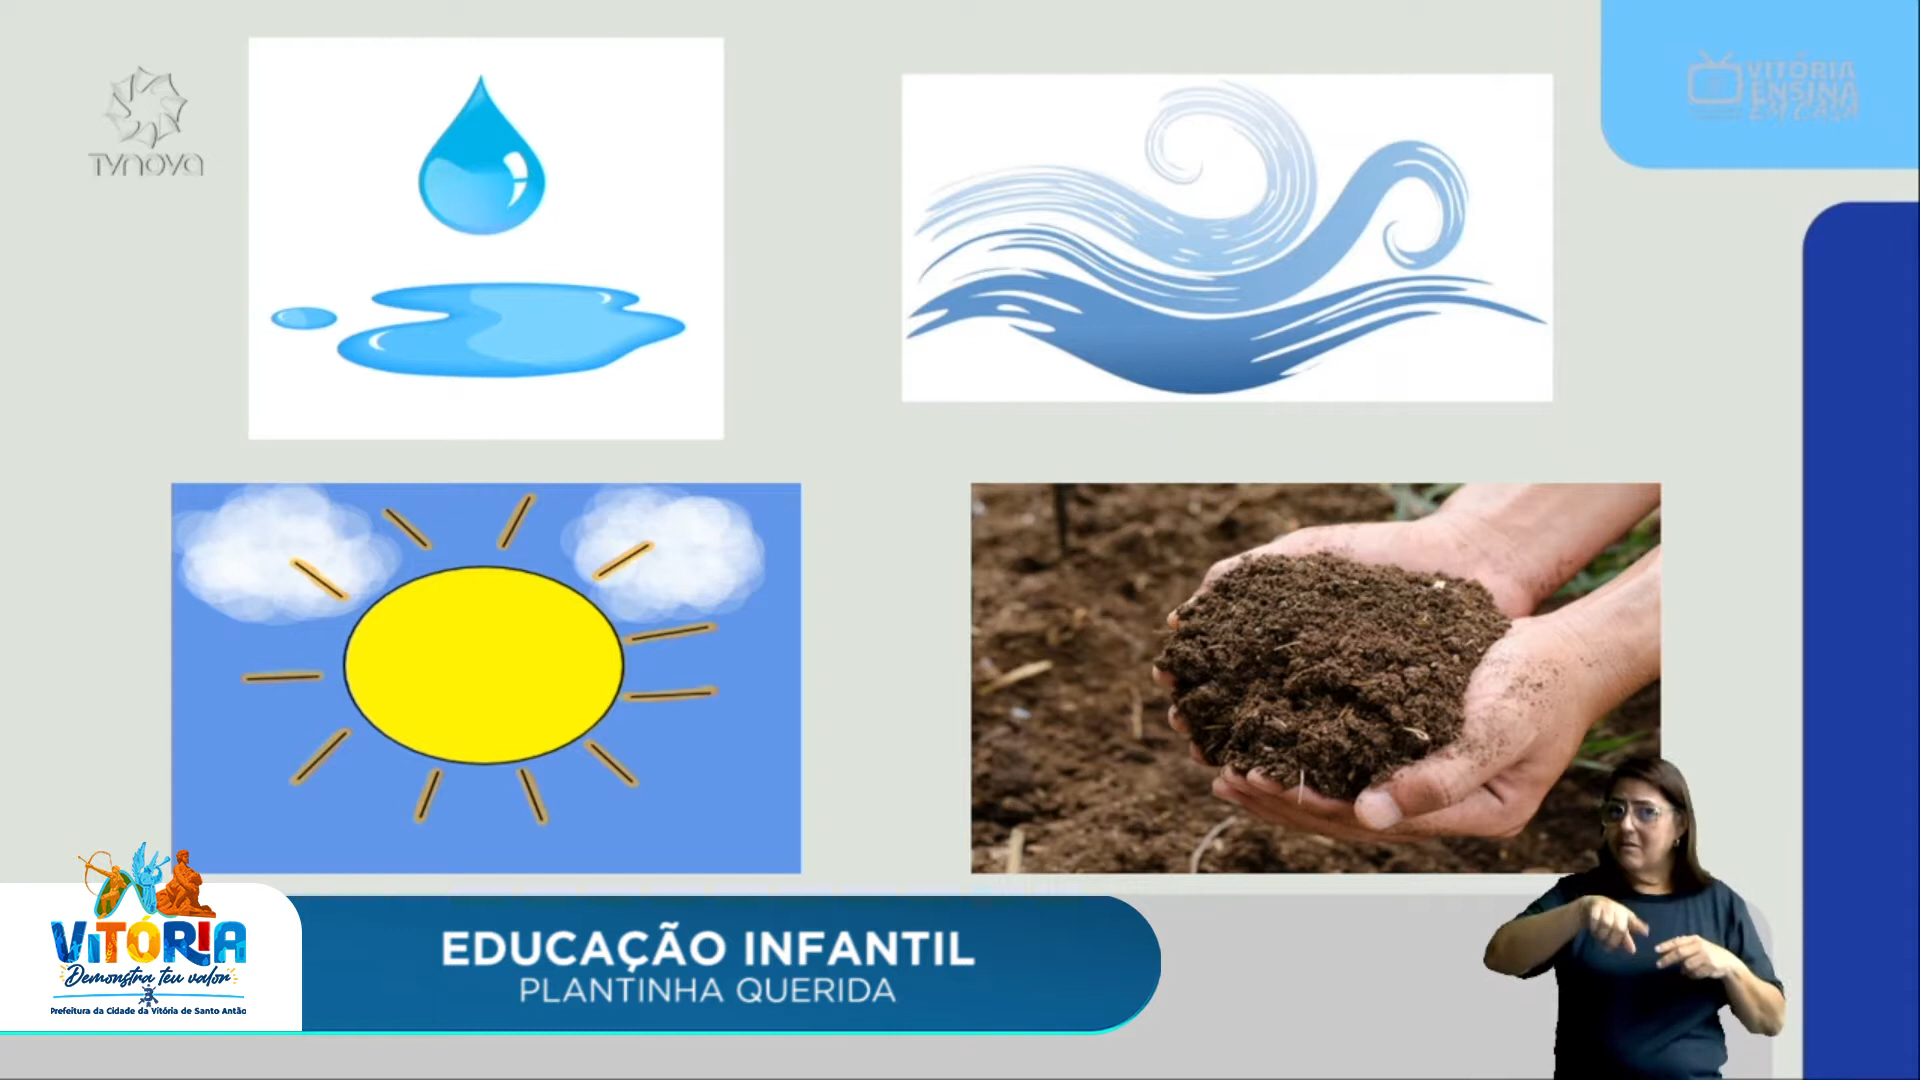 TVNOVA
VITÓRIA
ENSINA
EM CASA
VITÓRIA
Demonstra teu valor
Prefeitura da Cidade da Vitória de Santo Antão
EDUCAÇÃO INFANTIL
PLANTINHA QUERIDA